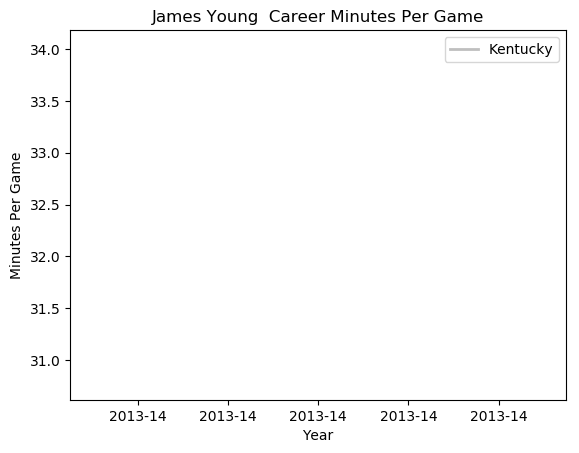 James Young  Career Minutes Per Game
Kentucky
34.0
33.5
33.0
32.5
32.0
31.5
31.0
Minutes Per Game
2013-14 2013-14 2013-14 2013-14 2013-14
Year